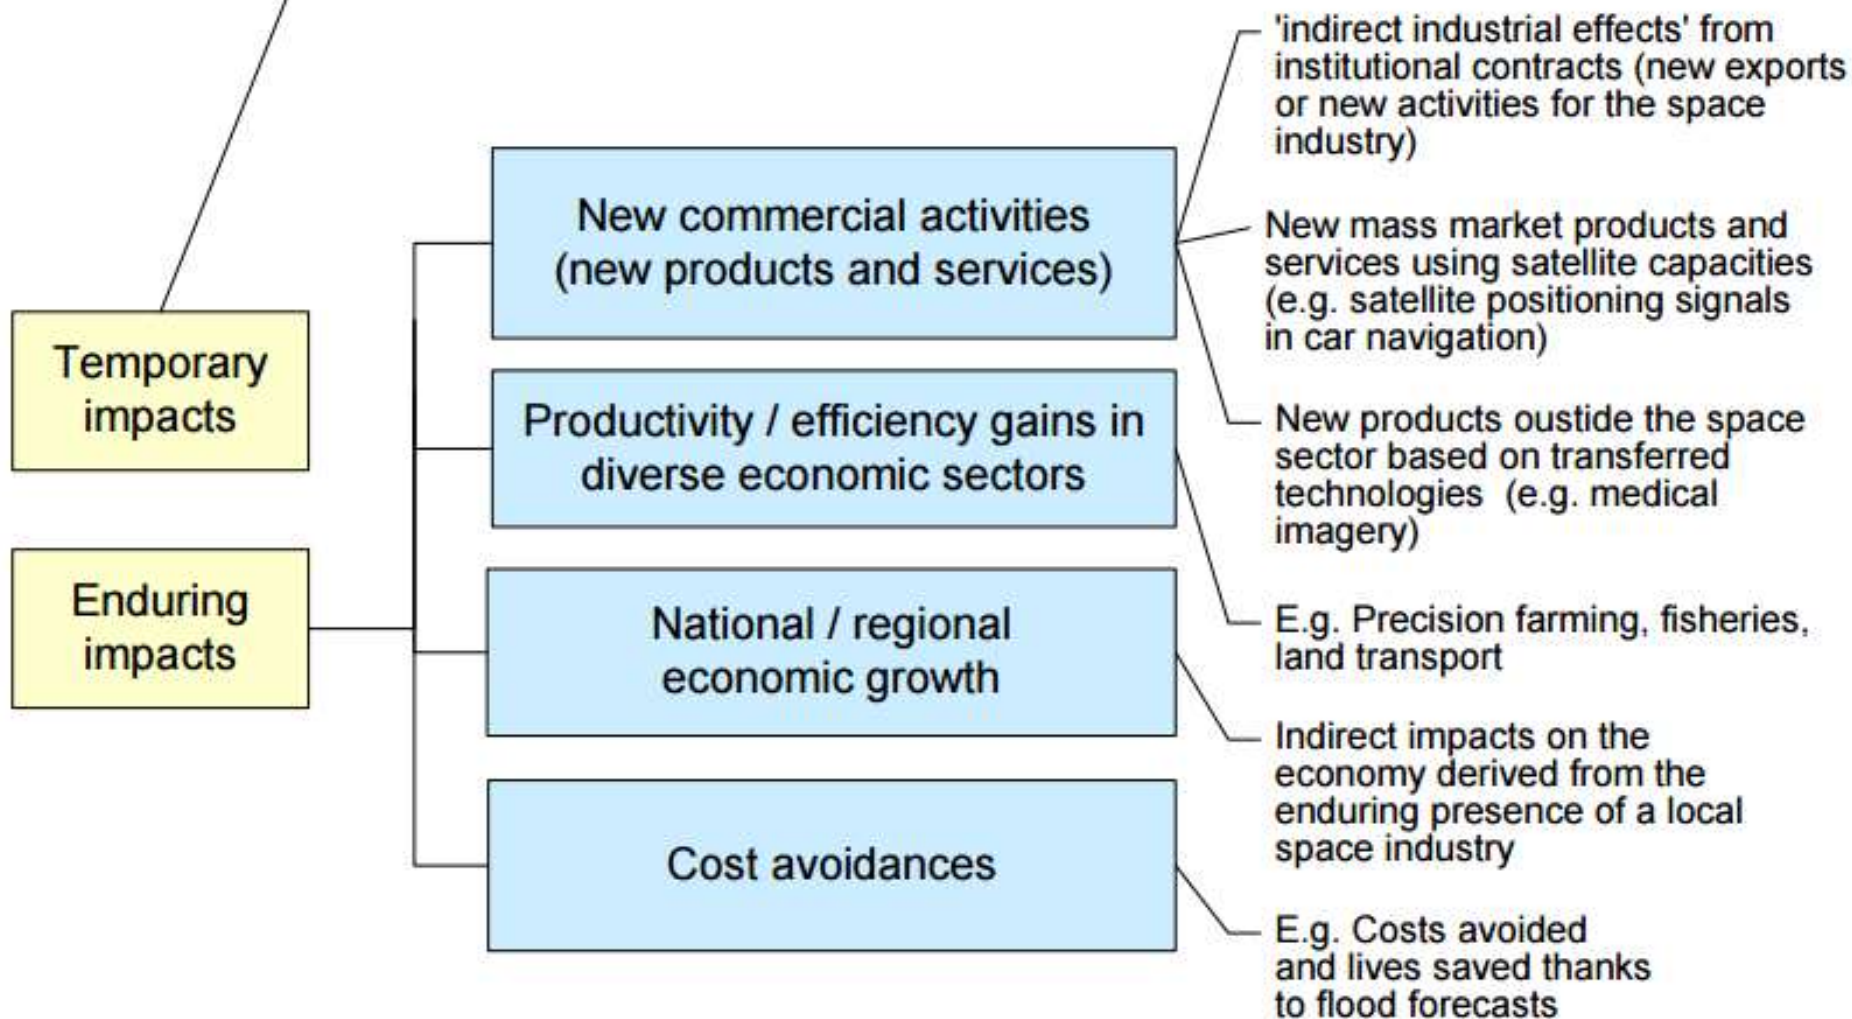 Temporary
impacts
Enduring
impacts
New commercial activities
(new products and services)
Productivity / efficiency gains in
diverse economic sectors
National / regional
economic growth
Cost avoidances
'indirect industrial effects' from
institutional contracts (new exports
or new activities for the space
industry)
New mass market products and
services using satellite capacities
(e.g. satellite positioning signals
in car navigation)
New products oustide the space
sector based on transferred
technologies (e.g. medical
imagery)
E.g. Precision farming, fisheries,
land transport
Indirect impacts on the
economy derived from the
enduring presence of a local
space industry
E.g. Costs avoided
and lives saved thanks
to flood forecasts